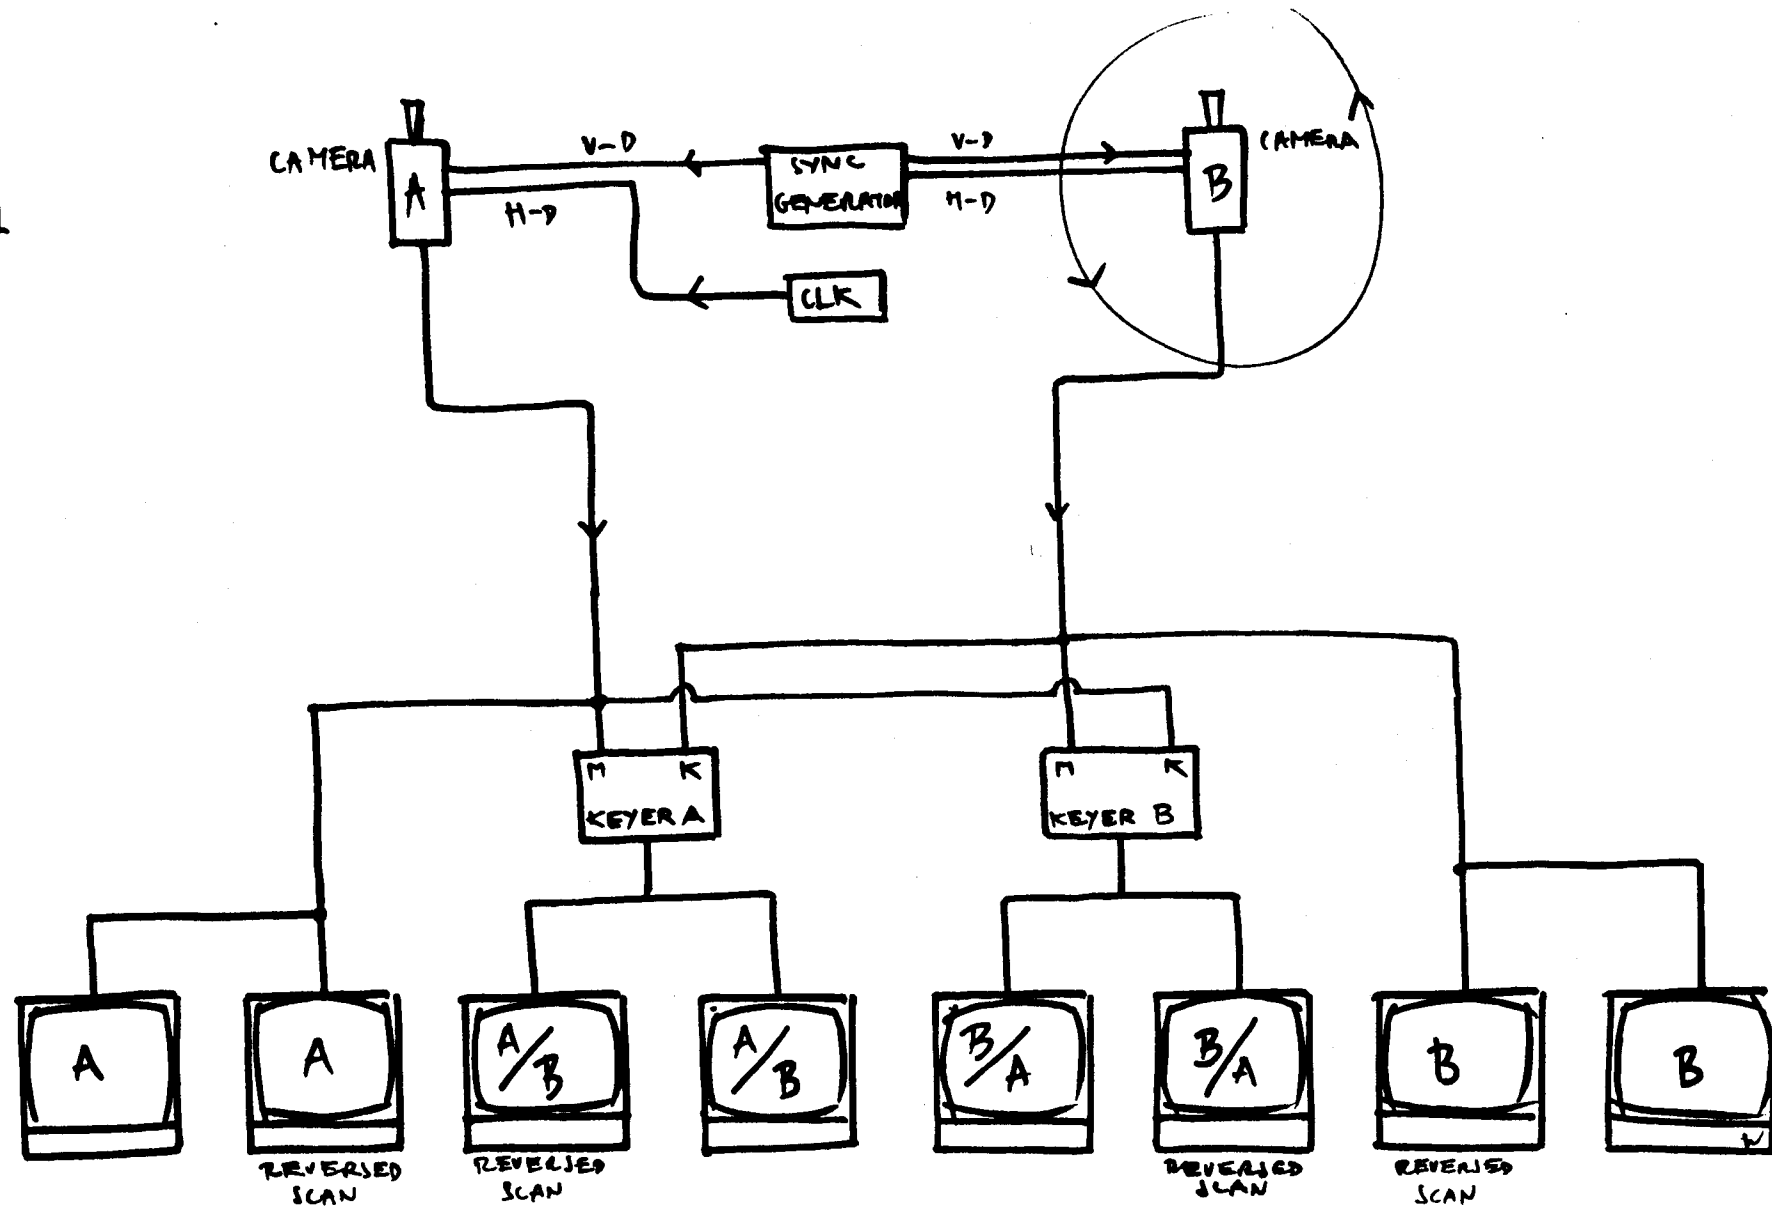 CAMERA
A
V-D
H-D
SYNC
GENERATOR
CLK
V-D
H-D
B
CAMERA
M K
KEYER A
M K
KEYER B
A
A
A/B
A/B
B/A
B/A
B
B
REVERSED
SCAN
REVERSED
SCAN
REVERSED
SCAN
REVERSED
SCAN